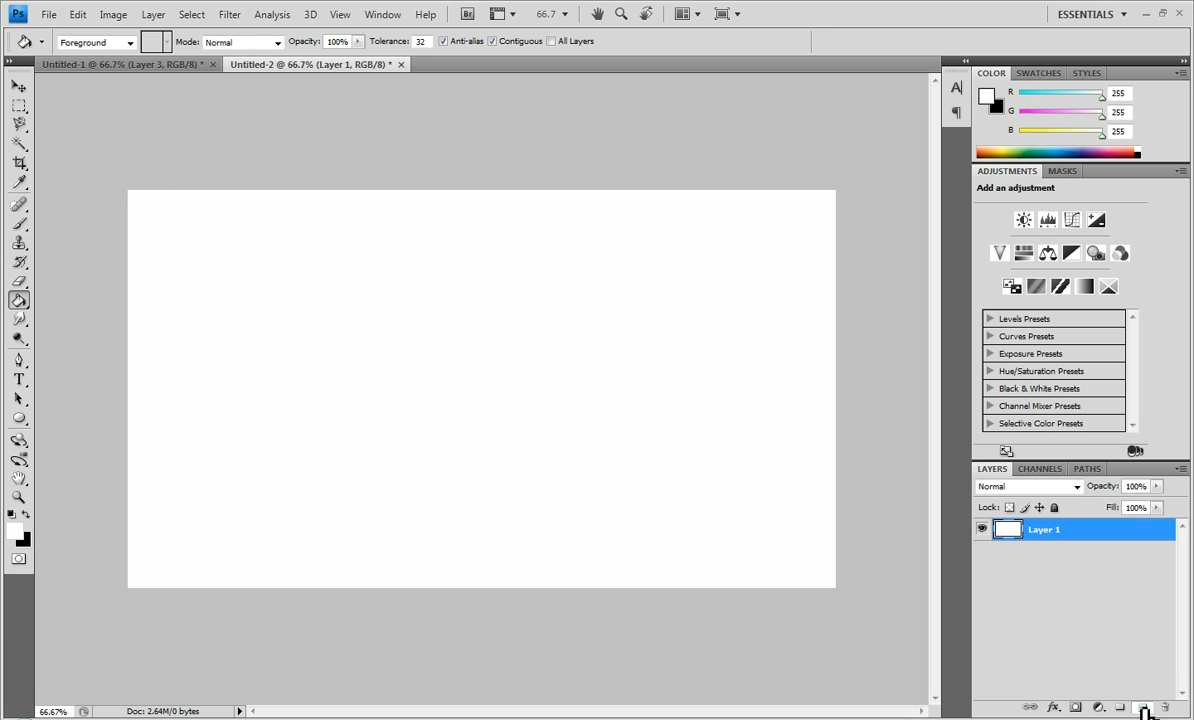 Ps File Edit Image Layer Select Filter Analysis 3D View Window Help Br 66.7 ESSENTIALS
Foreground Mode: Normal Opacity: 100% Tolerance: 32 Anti-alias Contiguous All Layers
Untitled-1 @ 66.7% (Layer 3, RGB/8) * Untitled-2 @ 66.7% (Layer 1, RGB/8) *
COLOR SWATCHES STYLES
R 255
G 255
B 255
ADJUSTMENTS MASKS
Add an adjustment
Levels Presets
Curves Presets
Exposure Presets
Hue/Saturation Presets
Black & White Presets
Channel Mixer Presets
Selective Color Presets
LAYERS CHANNELS PATHS
Normal Opacity: 100%
Lock: Fill: 100%
Layer 1
fx
66.67% Doc: 2.64M/0 bytes